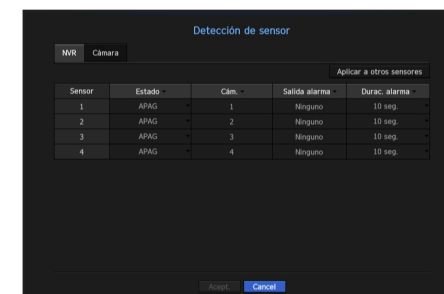 Detección de sensor
NVR Cámara
Aplicar a otros sensores
Sensor Estado Cám. Salida alarma Durac. alarma
1 APAG 1 Ninguno 10 seg.
2 APAG 2 Ninguno 10 seg.
3 APAG 3 Ninguno 10 seg.
4 APAG 4 Ninguno 10 seg.
Acept. Cancel